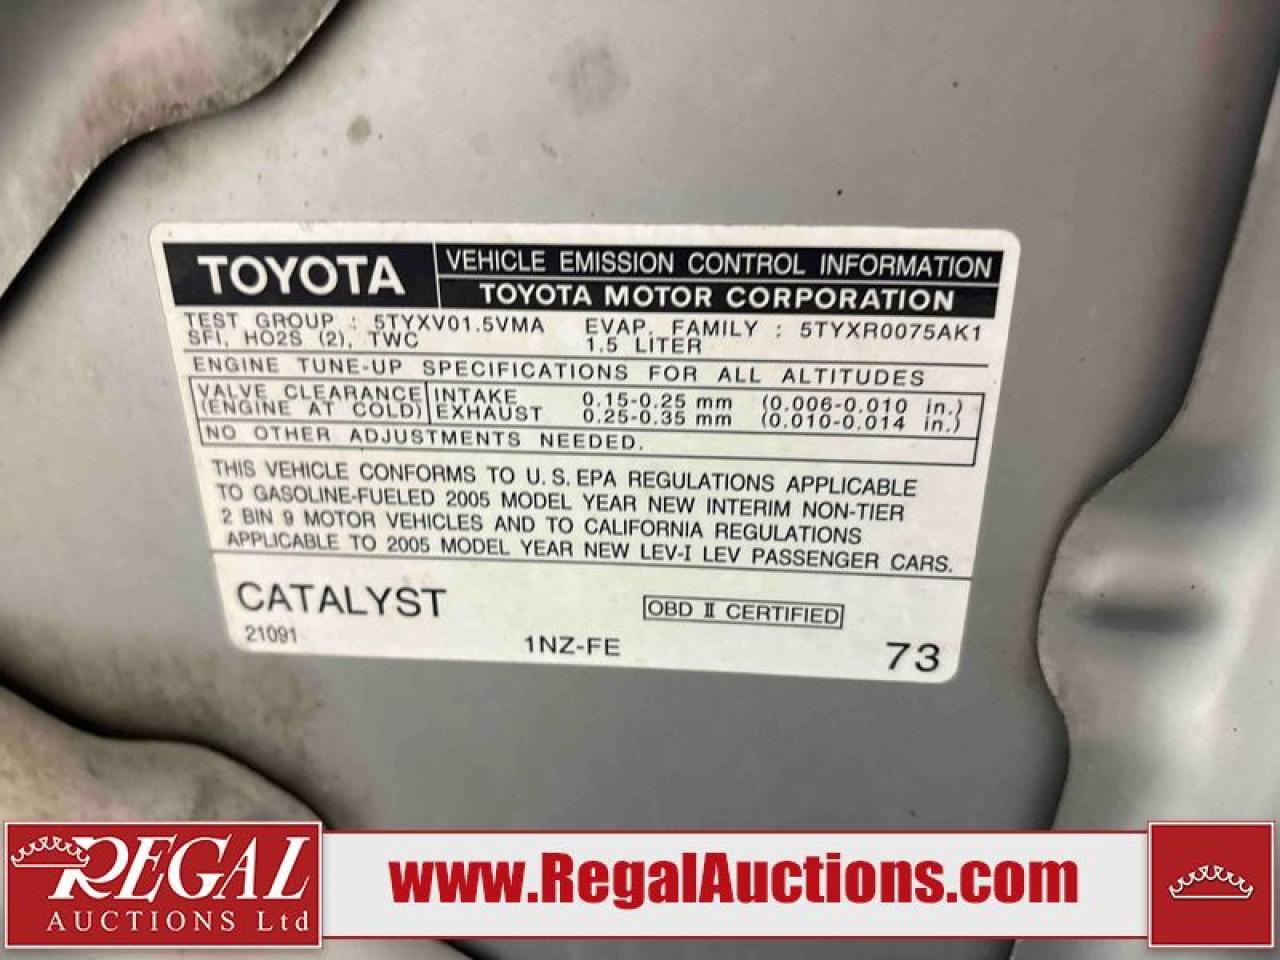 TOYOTA
VEHICLE EMISSION CONTROL INFORMATION
TOYOTA MOTOR CORPORATION
TEST GROUP : 5TYXV01.5VMA EVAP. FAMILY : 5TYXR0075AK1
SFI, HO2S (2), TWC 1.5 LITER
ENGINE TUNE-UP SPECIFICATIONS FOR ALL ALTITUDES
VALVE CLEARANCE INTAKE 0.15-0.25 mm (0.006-0.010 in.)
(ENGINE AT COLD) EXHAUST 0.25-0.35 mm (0.010-0.014 in.)
NO OTHER ADJUSTMENTS NEEDED.
THIS VEHICLE CONFORMS TO U.S. EPA REGULATIONS APPLICABLE
TO GASOLINE-FUELED 2005 MODEL YEAR NEW INTERIM NON-TIER
2 BIN 9 MOTOR VEHICLES AND TO CALIFORNIA REGULATIONS
APPLICABLE TO 2005 MODEL YEAR NEW LEV-I LEV PASSENGER CARS.
CATALYST
OBD II CERTIFIED
21091
1NZ-FE
73
REGAL
AUCTIONS Ltd
www.RegalAuctions.com